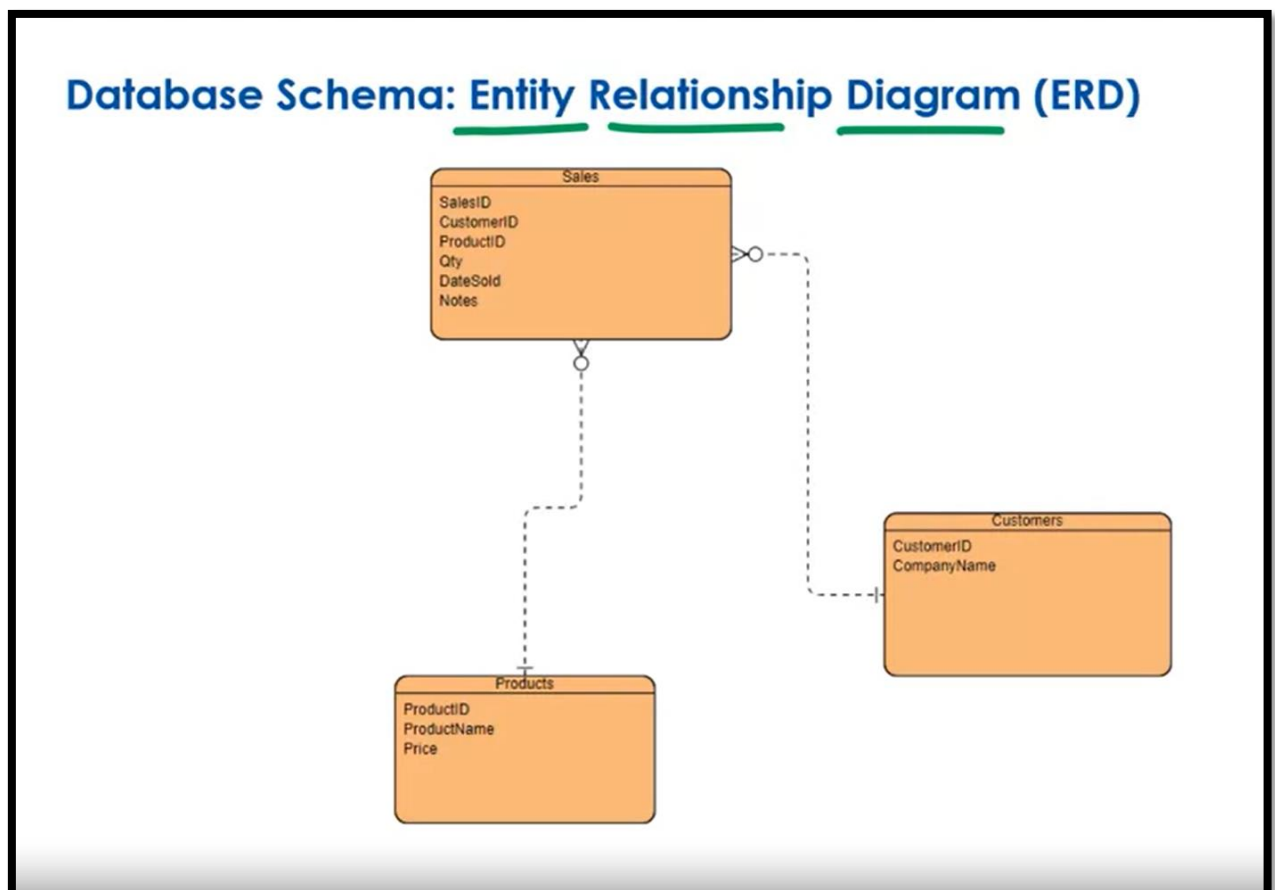 Database Schema: Entity Relationship Diagram (ERD)
Sales
SalesID
CustomerID
ProductID
Qty
DateSold
Notes
Customers
CustomerID
CompanyName
Products
ProductID
ProductName
Price